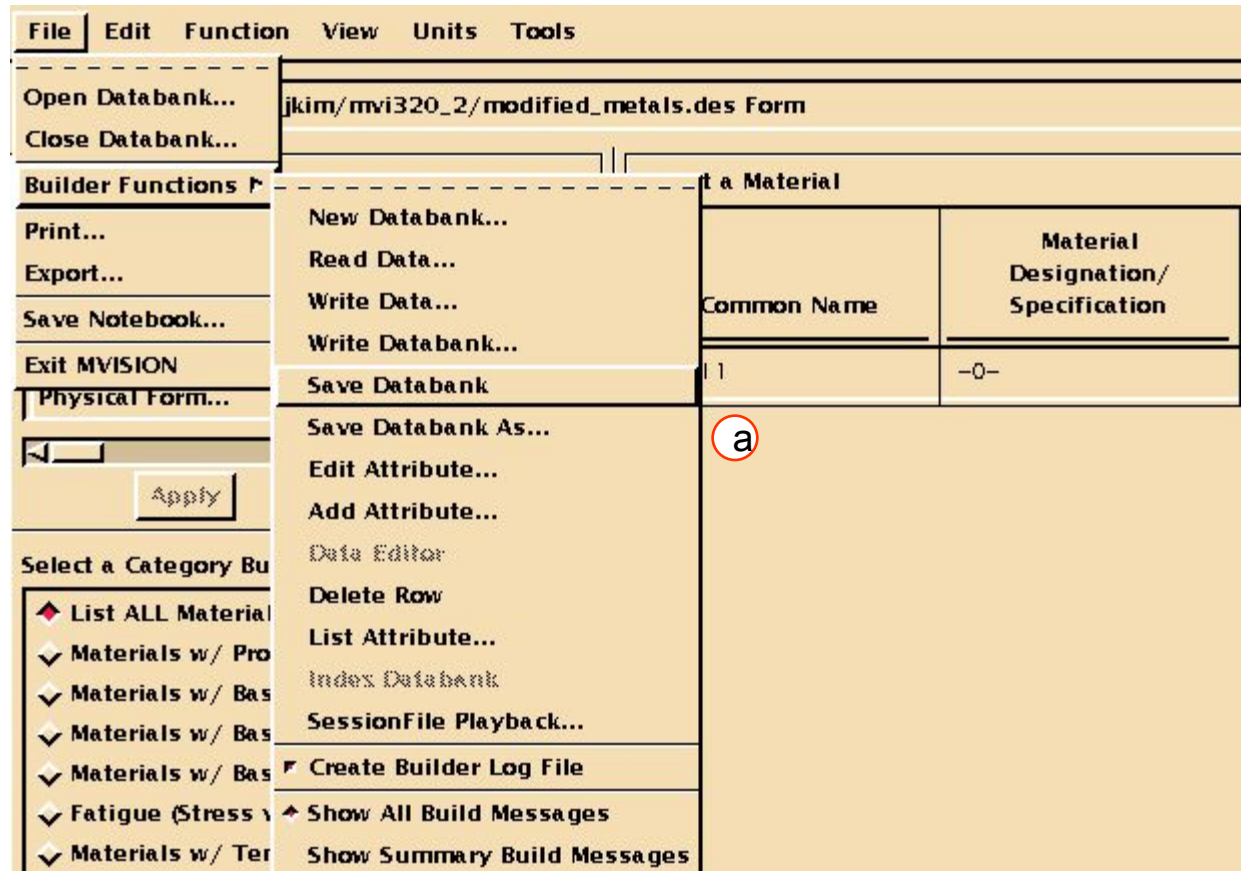 File Edit Function View Units Tools
Open Databank...
Close Databank...
Builder Functions
Print...
Export...
Save Notebook...
Exit MVISION
jkim/mvi320_2/modified_metals.des Form
New Databank...
Read Data...
Write Data...
Write Databank...
Save Databank
Save Databank As...
Edit Attribute...
Add Attribute...
Data Editor
Delete Row
List Attribute...
Index Databank
SessionFile Playback...
Create Builder Log File
Show All Build Messages
Show Summary Build Messages
t a Material
Common Name
Material
Designation/
Specification
-0-
a
Physical Form...
Apply
Select a Category Bu
List ALL Material
Materials w/ Pro
Materials w/ Bas
Materials w/ Bas
Materials w/ Bas
Fatigue (Stress v
Materials w/ Ter